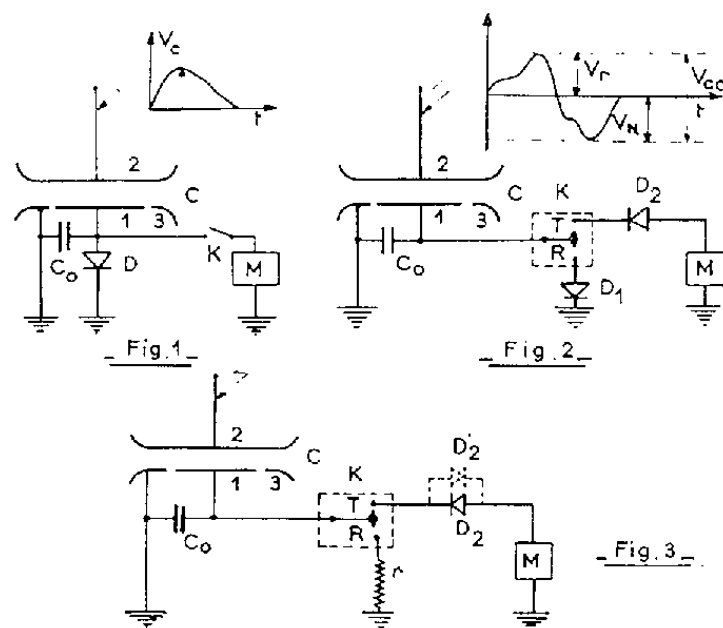 Vc
t
2
C
1
3
Co
D
K
M
_ Fig.1 _
Vr
Vcc
t
VN
2
C
K
D2
1
3
T
R
Co
M
D1
_ Fig. 2 _
2
C
D'2
K
1
3
T
D2
R
Co
r
M
_ Fig. 3 _